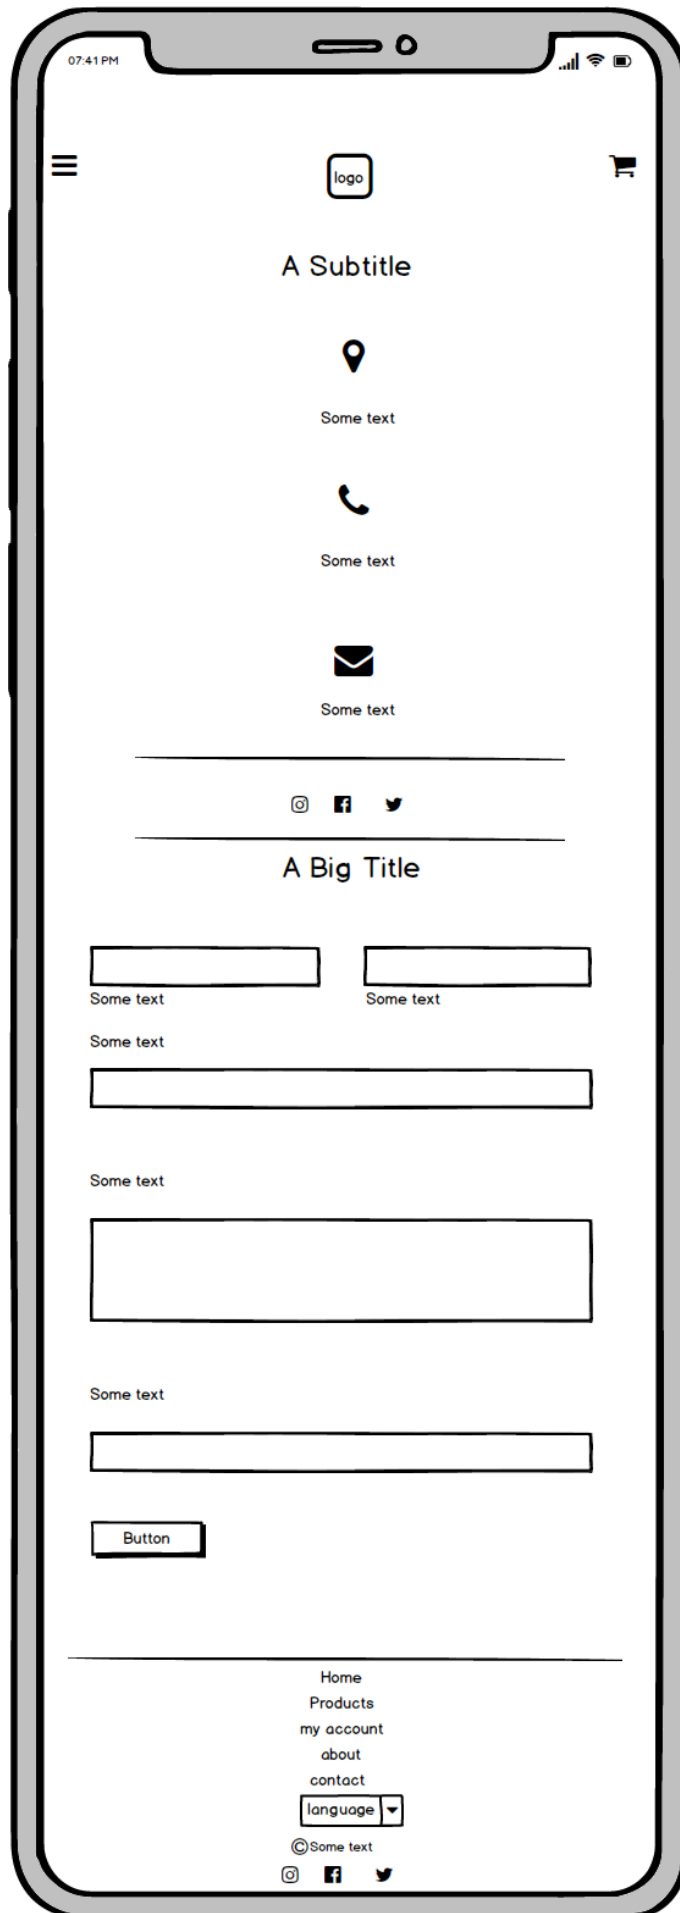 07:41 PM
logo
A Subtitle
Some text
Some text
Some text
A Big Title
Some text Some text
Some text
Some text
Some text
Button
Home
Products
my account
about
contact
language
©Some text